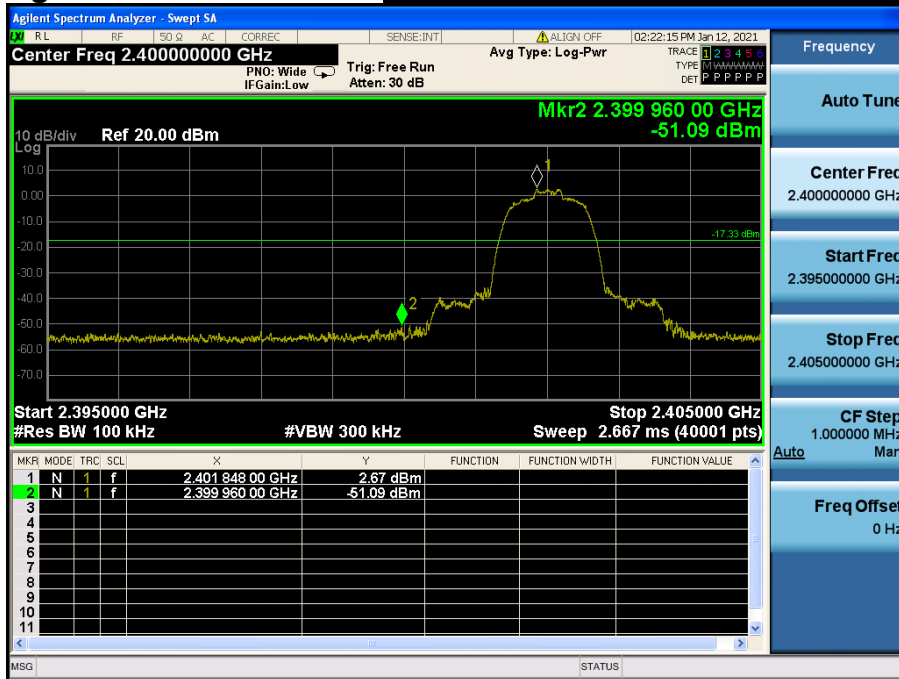 Agilent Spectrum Analyzer - Swept SA
LXI RL RF 50 Ω AC CORREC SENSE:INT ALIGN OFF 02:22:15 PM Jan 12, 2021
Center Freq 2.400000000 GHz
PNO: Wide
IFGain:Low
Trig: Free Run
Atten: 30 dB
Avg Type: Log-Pwr
TRACE 1 2 3 4 5 6
TYPE M WWWWW
DET P P P P P P
Mkr2 2.399 960 00 GHz
-51.09 dBm
10 dB/div Ref 20.00 dBm
Log
10.0
0.00
-10.0
-20.0
-30.0
-40.0
-50.0
-60.0
-70.0
1
2
-17.33 dBm
Start 2.395000 GHz Stop 2.405000 GHz
#Res BW 100 kHz #VBW 300 kHz Sweep 2.667 ms (40001 pts)
MKR MODE TRC SCL X Y FUNCTION FUNCTION WIDTH FUNCTION VALUE
1 N 1 f 2.401 848 00 GHz 2.67 dBm
2 N 1 f 2.399 960 00 GHz -51.09 dBm
3
4
5
6
7
8
9
10
11
MSG STATUS
Frequency
Auto Tune
Center Freq
2.400000000 GHz
Start Freq
2.395000000 GHz
Stop Freq
2.405000000 GHz
CF Step
1.000000 MHz
Auto Man
Freq Offset
0 Hz